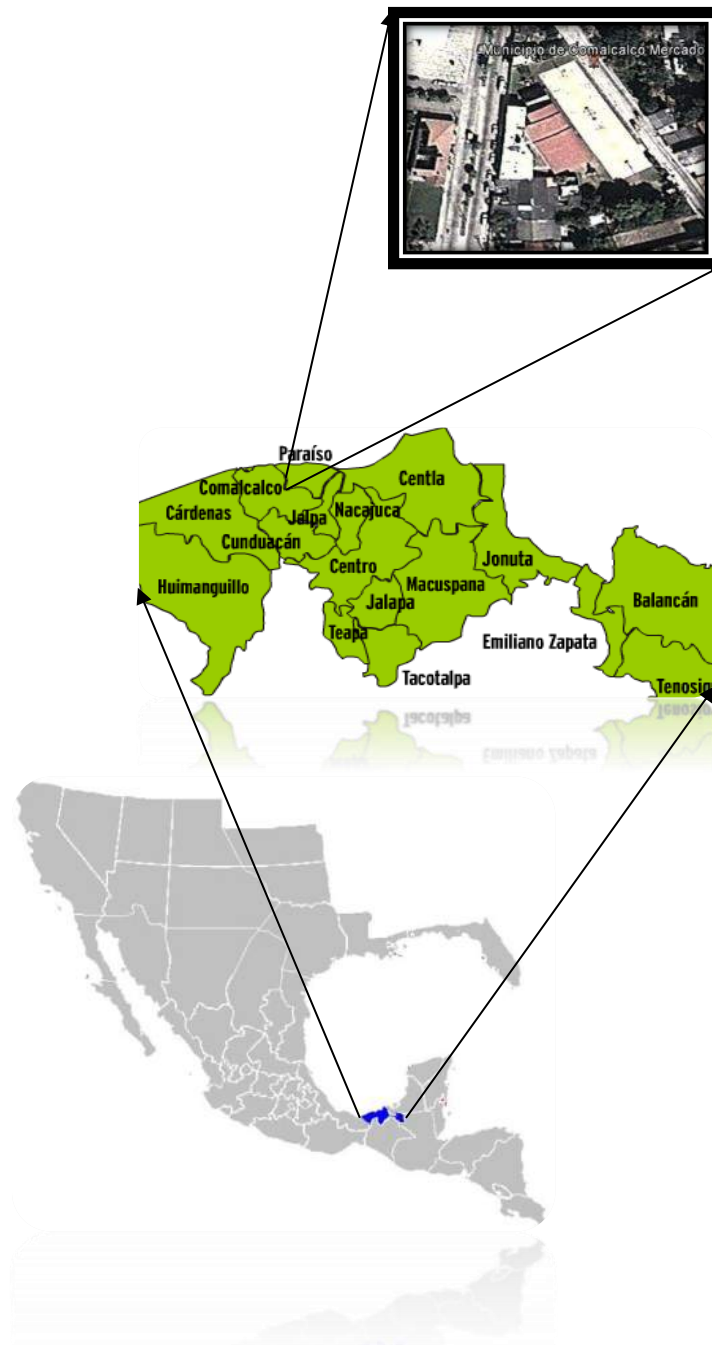 Municipio de Comalcalco Mercado
Paraíso
Centla
Comalcalco
Cárdenas
Jalpa
Nacajuca
Cunduacán
Centro
Jonuta
Huimanguillo
Macuspana
Jalapa
Balancán
Teapa
Emiliano Zapata
Tacotalpa
Tenosiq